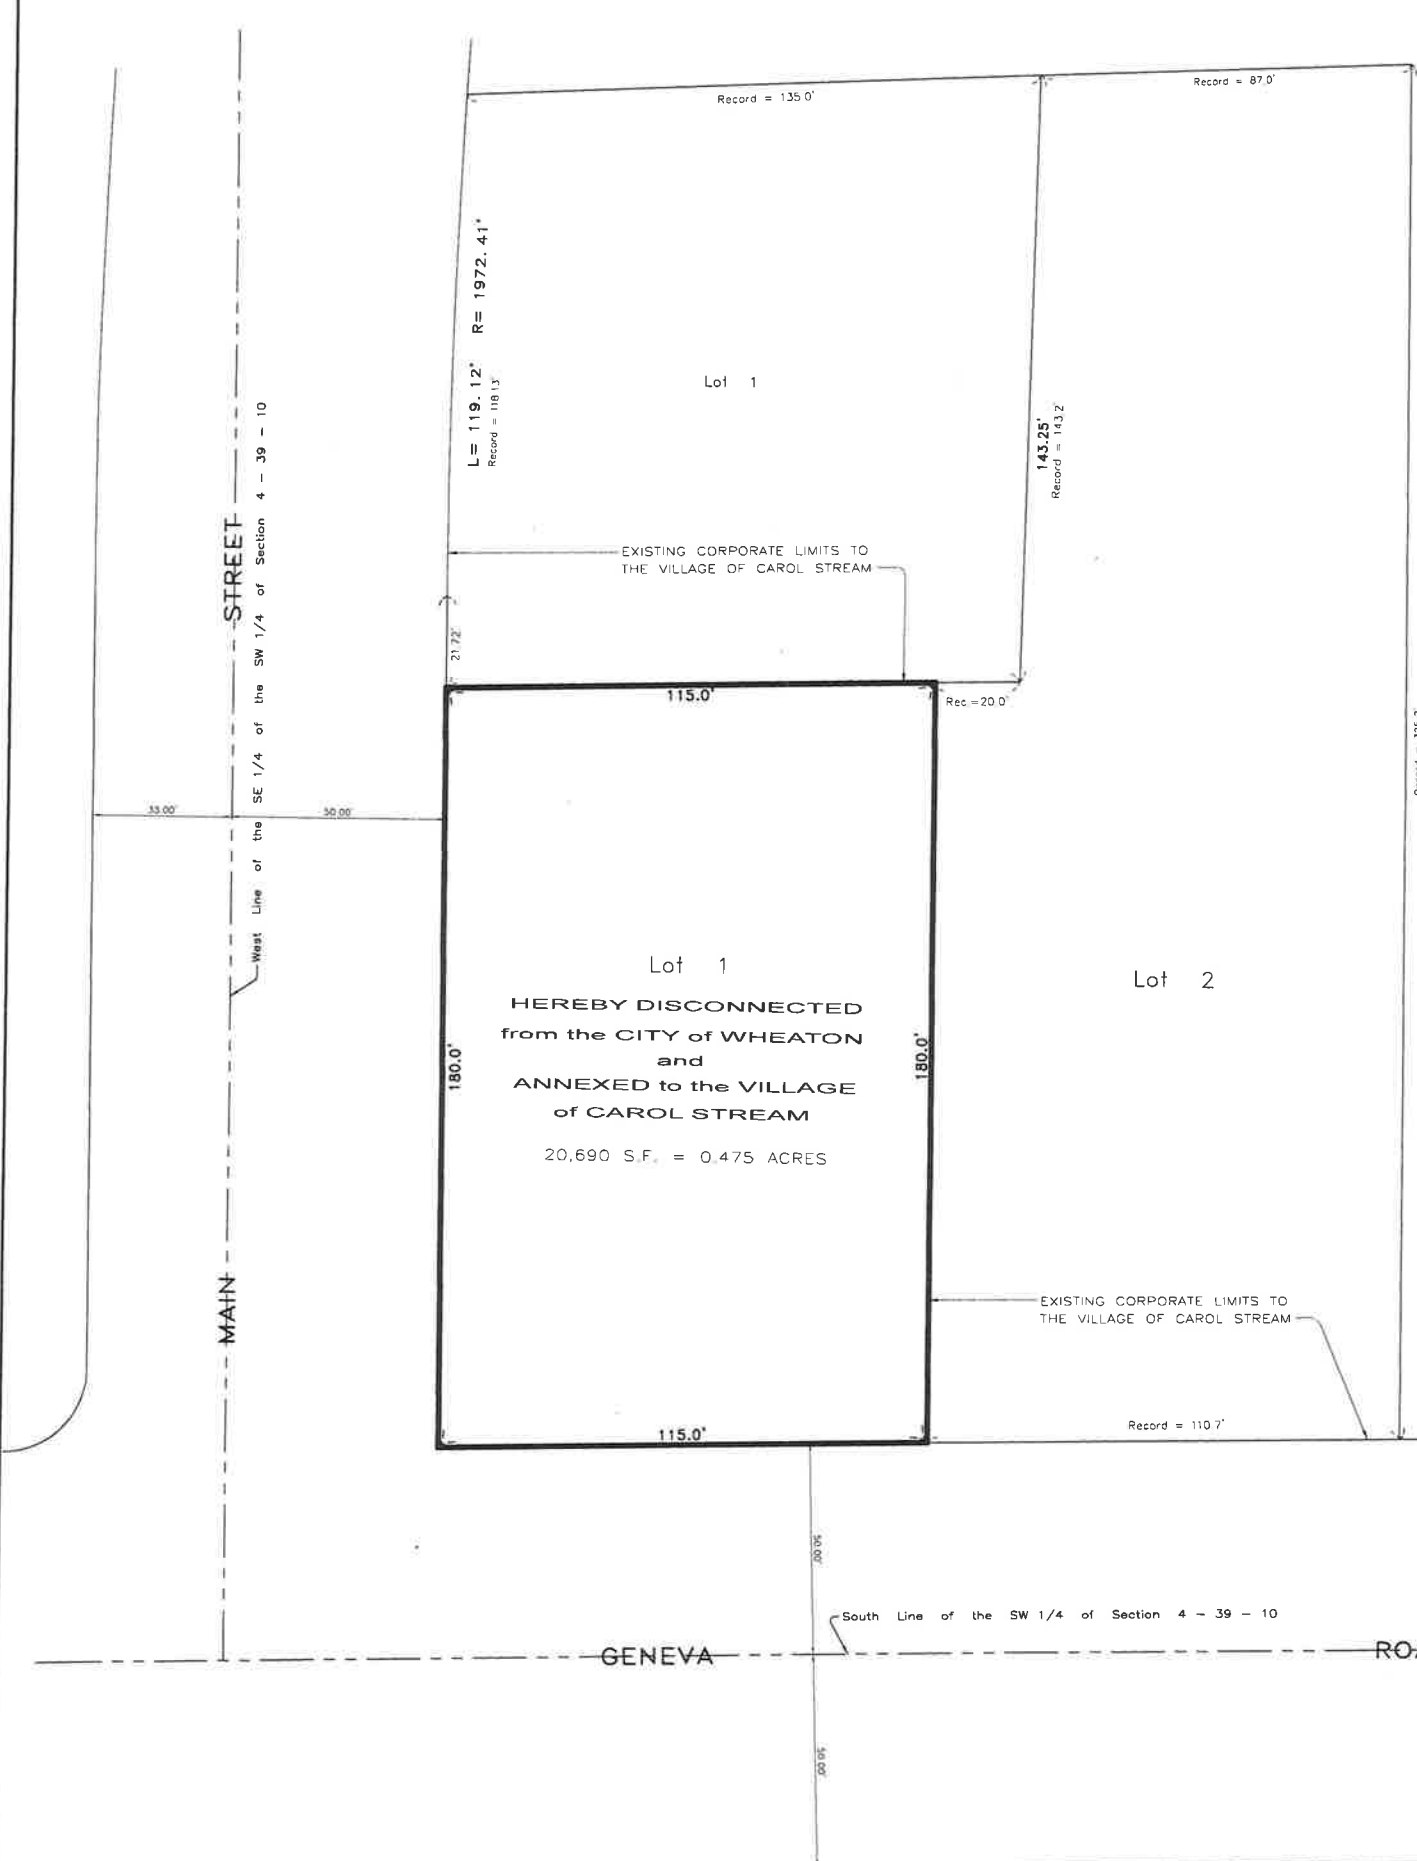 Record = 135.0'
Record = 87.0'
L= 119.12' R= 1972.41'
Record = 118.13'
Lot 1
143.25'
Record = 143.2'
STREET
West Line of the SE 1/4 of the SW 1/4 of Section 4 - 39 - 10
EXISTING CORPORATE LIMITS TO
THE VILLAGE OF CAROL STREAM
21.72'
115.0'
Rec.=20.0'
33.00'
50.00'
Lot 1
HEREBY DISCONNECTED
from the CITY of WHEATON
and
ANNEXED to the VILLAGE
of CAROL STREAM
20,690 S.F. = 0.475 ACRES
180.0'
180.0'
Lot 2
MAIN
EXISTING CORPORATE LIMITS TO
THE VILLAGE OF CAROL STREAM
115.0'
Record = 110.7'
50.00'
South Line of the SW 1/4 of Section 4 - 39 - 10
GENEVA
50.00'